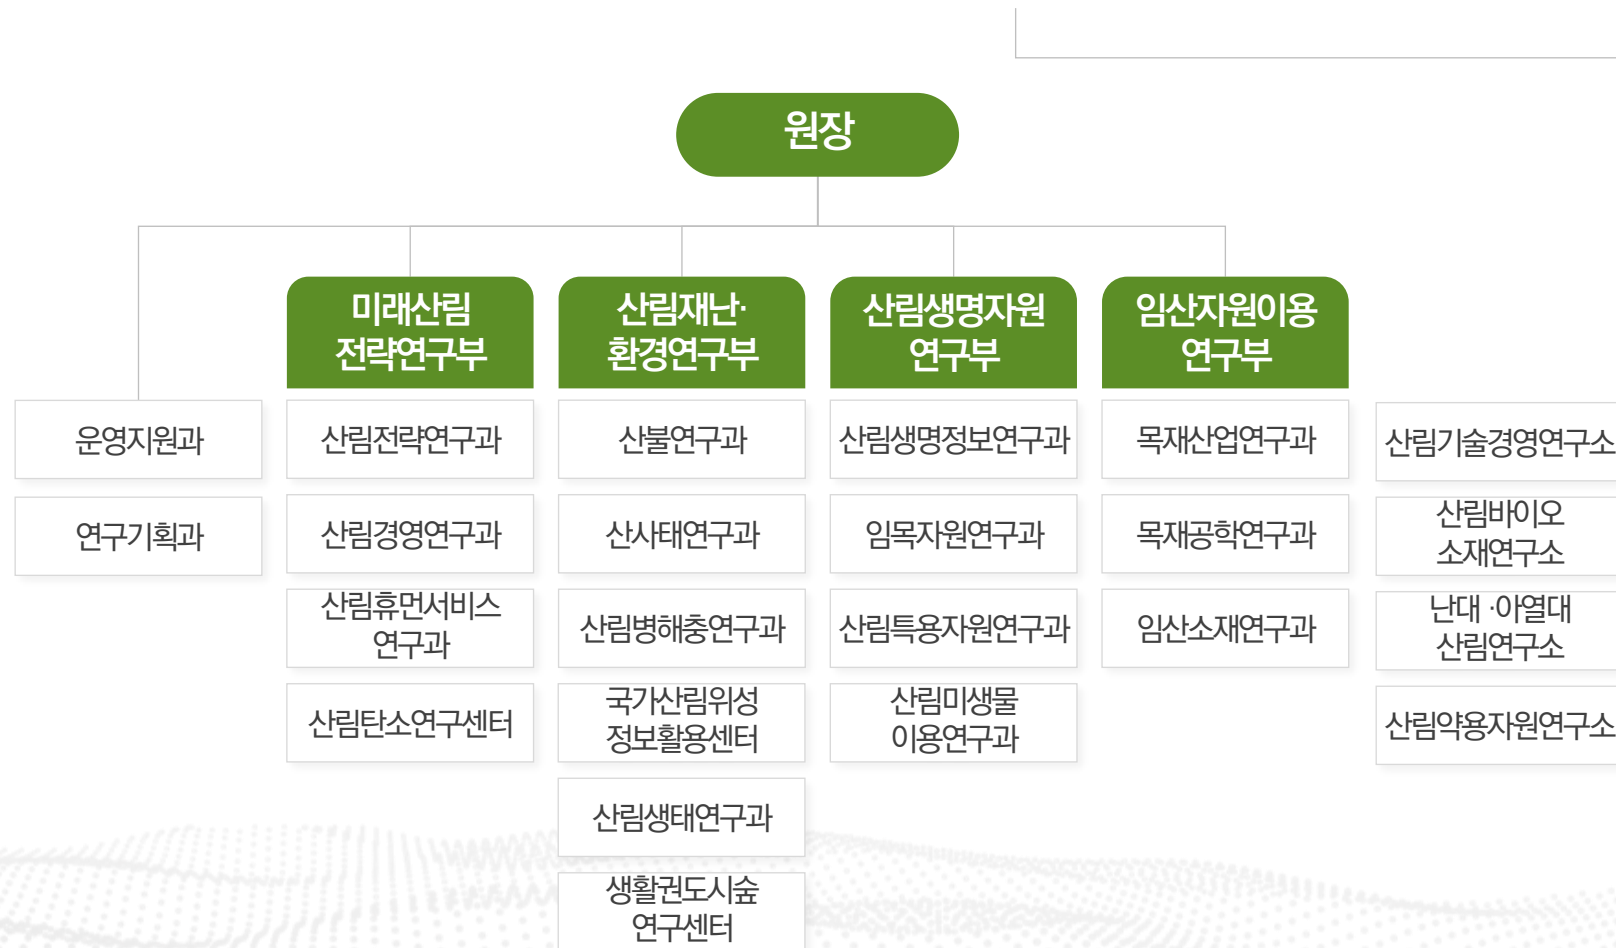 원장
운영지원과
연구기획과
미래산림
전략연구부
산림전략연구과
산림경영연구과
산림휴먼서비스
연구과
산림탄소연구센터
산림재난·
환경연구부
산불연구과
산사태연구과
산림병해충연구과
국가산림위성
정보활용센터
산림생태연구과
생활권도시숲
연구센터
산림생명자원
연구부
산림생명정보연구과
임목자원연구과
산림특용자원연구과
산림미생물
이용연구과
임산자원이용
연구부
목재산업연구과
목재공학연구과
임산소재연구과
산림기술경영연구소
산림바이오
소재연구소
난대 ·아열대
산림연구소
산림약용자원연구소